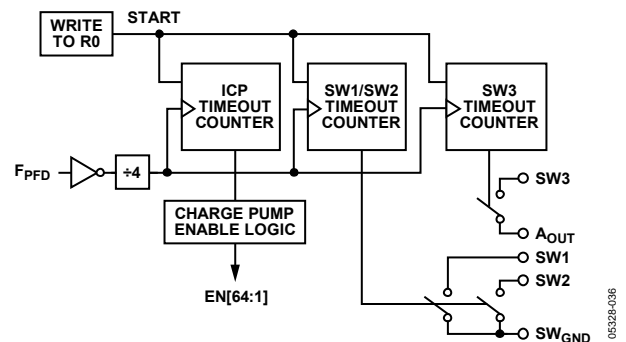 WRITE
TO R0
START
ICP
TIMEOUT
COUNTER
SW1/SW2
TIMEOUT
COUNTER
SW3
TIMEOUT
COUNTER
FPFD
÷4
CHARGE PUMP
ENABLE LOGIC
EN[64:1]
SW3
AOUT
SW1
SW2
SWGND
05328-036